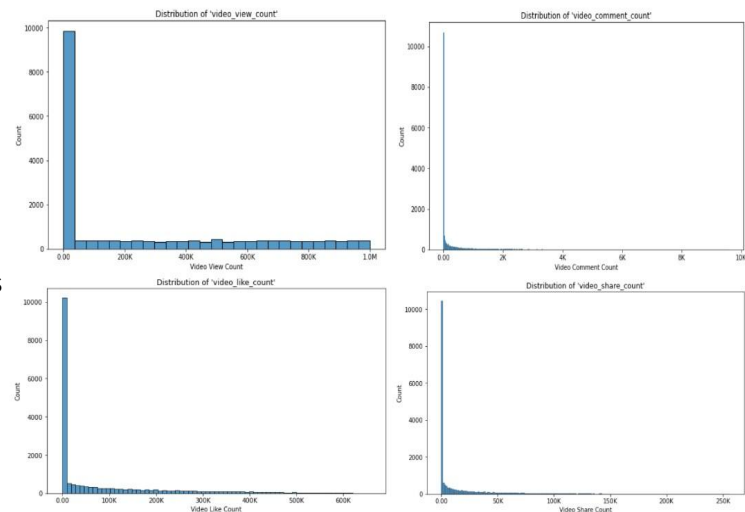 Distribution of 'video_view_count'
Count
10000
8000
6000
4000
2000
0
0.00 200K 400K 600K 800K 1.0M
Video View Count
Distribution of 'video_comment_count'
Count
10000
8000
6000
4000
2000
0
0.00 2K 4K 6K 8K 10K
Video Comment Count
Distribution of 'video_like_count'
Count
10000
8000
6000
4000
2000
0
0.00 100K 200K 300K 400K 500K 600K
Video Like Count
Distribution of 'video_share_count'
Count
10000
8000
6000
4000
2000
0
0.00 50K 100K 150K 200K 250K
Video Share Count